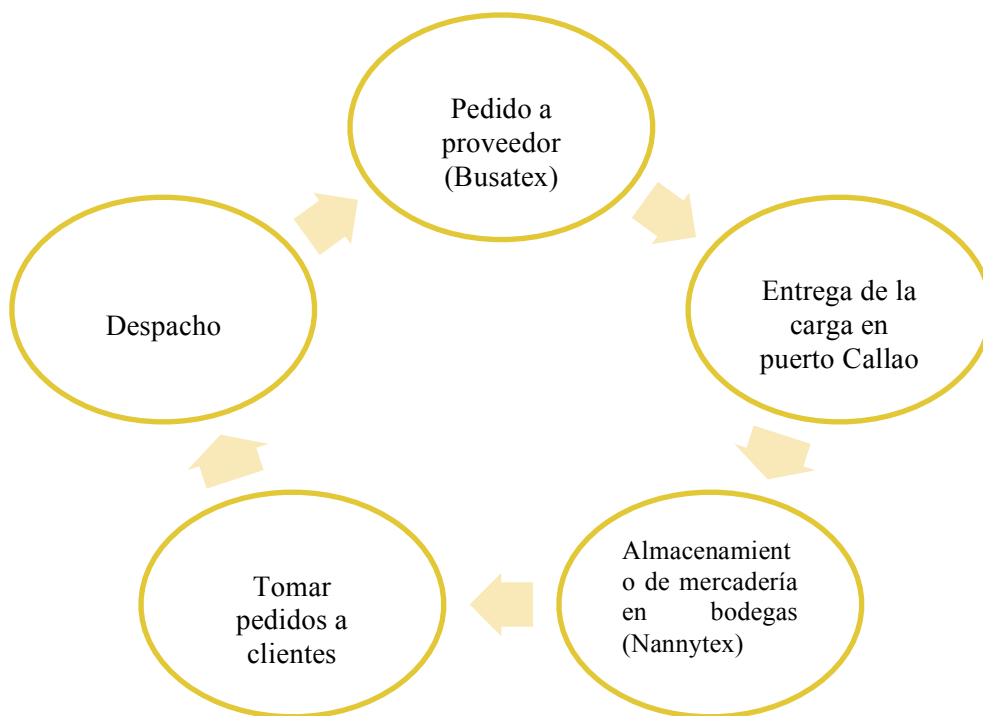 Pedido a
proveedor
(Busatex)
Entrega de la
carga en
puerto Callao
Almacenamient
o de mercadería
en bodegas
(Nannytex)
Tomar
pedidos a
clientes
Despacho